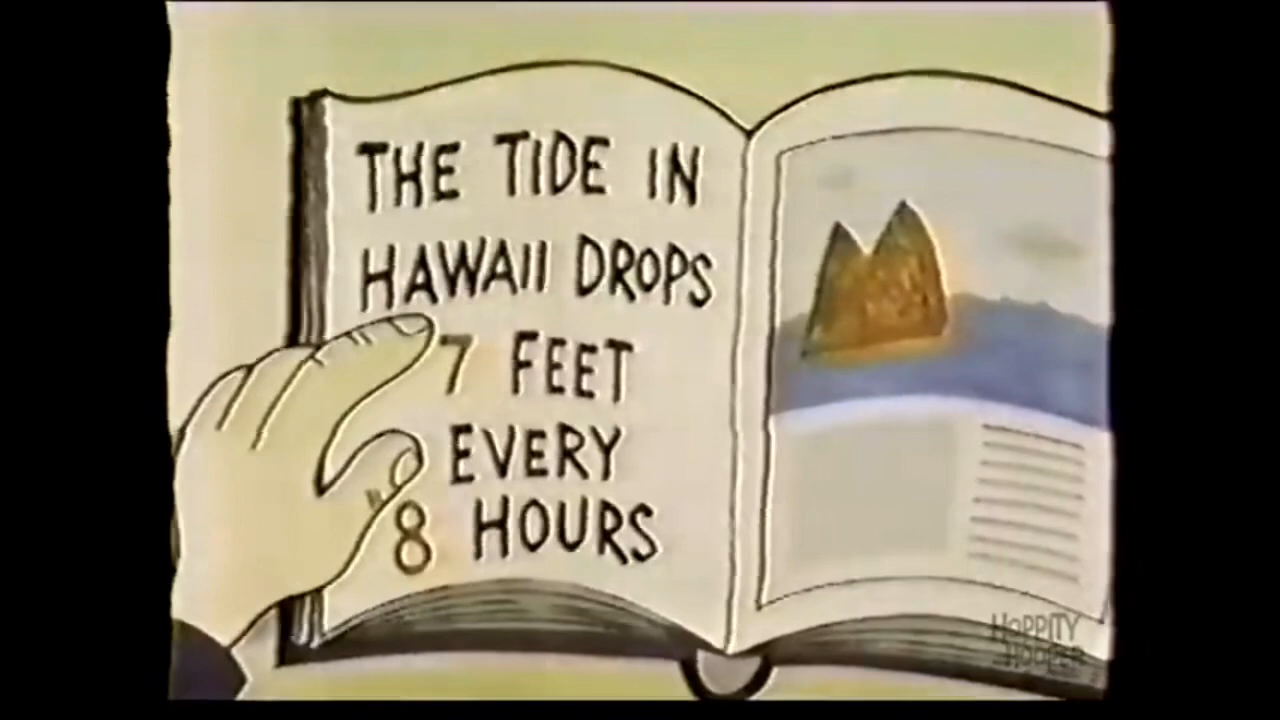 THE TIDE IN
HAWAII DROPS
7 FEET
EVERY
8 HOURS
HOPPITY
HOOPER